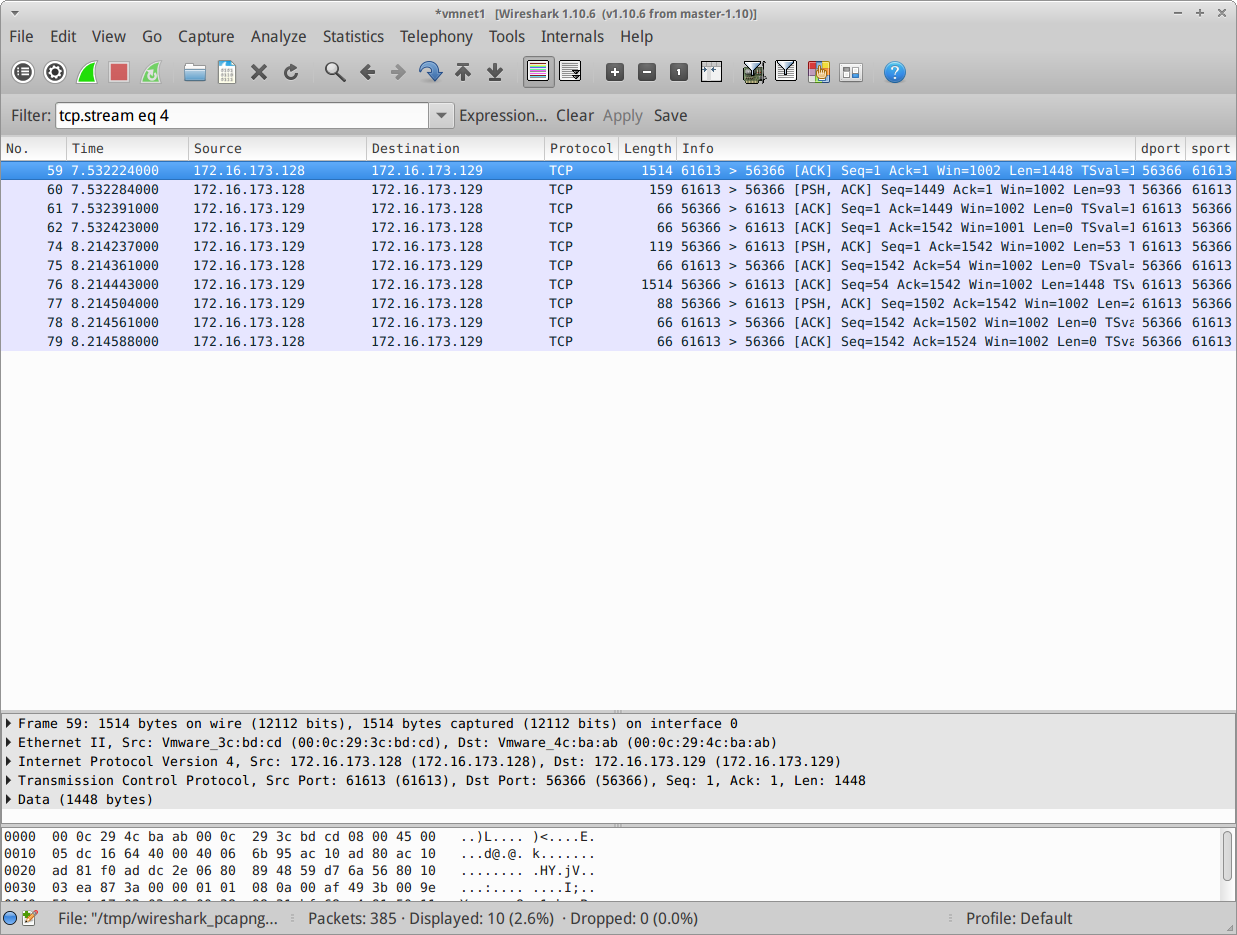 *vmnet1 [Wireshark 1.10.6 (v1.10.6 from master-1.10)]
File Edit View Go Capture Analyze Statistics Telephony Tools Internals Help
Filter: tcp.stream eq 4 Expression... Clear Apply Save
No. Time Source Destination Protocol Length Info dport sport
59 7.532224000 172.16.173.128 172.16.173.129 TCP 1514 61613 > 56366 [ACK] Seq=1 Ack=1 Win=1002 Len=1448 TSval=1 56366 61613
60 7.532284000 172.16.173.128 172.16.173.129 TCP 159 61613 > 56366 [PSH, ACK] Seq=1449 Ack=1 Win=1002 Len=93 T 56366 61613
61 7.532391000 172.16.173.129 172.16.173.128 TCP 66 56366 > 61613 [ACK] Seq=1 Ack=1449 Win=1002 Len=0 TSval=1 61613 56366
62 7.532423000 172.16.173.129 172.16.173.128 TCP 66 56366 > 61613 [ACK] Seq=1 Ack=1542 Win=1001 Len=0 TSval=1 61613 56366
74 8.214237000 172.16.173.129 172.16.173.128 TCP 119 56366 > 61613 [PSH, ACK] Seq=1 Ack=1542 Win=1002 Len=53 T 61613 56366
75 8.214361000 172.16.173.128 172.16.173.129 TCP 66 61613 > 56366 [ACK] Seq=1542 Ack=54 Win=1002 Len=0 TSval= 56366 61613
76 8.214443000 172.16.173.129 172.16.173.128 TCP 1514 56366 > 61613 [ACK] Seq=54 Ack=1542 Win=1002 Len=1448 TSv 61613 56366
77 8.214504000 172.16.173.129 172.16.173.128 TCP 88 56366 > 61613 [PSH, ACK] Seq=1502 Ack=1542 Win=1002 Len=2 61613 56366
78 8.214561000 172.16.173.128 172.16.173.129 TCP 66 61613 > 56366 [ACK] Seq=1542 Ack=1502 Win=1002 Len=0 TSva 56366 61613
79 8.214588000 172.16.173.128 172.16.173.129 TCP 66 61613 > 56366 [ACK] Seq=1542 Ack=1524 Win=1002 Len=0 TSva 56366 61613
Frame 59: 1514 bytes on wire (12112 bits), 1514 bytes captured (12112 bits) on interface 0
Ethernet II, Src: Vmware_3c:bd:cd (00:0c:29:3c:bd:cd), Dst: Vmware_4c:ba:ab (00:0c:29:4c:ba:ab)
Internet Protocol Version 4, Src: 172.16.173.128 (172.16.173.128), Dst: 172.16.173.129 (172.16.173.129)
Transmission Control Protocol, Src Port: 61613 (61613), Dst Port: 56366 (56366), Seq: 1, Ack: 1, Len: 1448
Data (1448 bytes)
0000 00 0c 29 4c ba ab 00 0c 29 3c bd cd 08 00 45 00 ..)L.... )<....E.
0010 05 dc 16 64 40 00 40 06 6b 95 ac 10 ad 80 ac 10 ...d@.@. k.......
0020 ad 81 f0 ad dc 2e 06 80 89 48 59 d7 6a 56 80 10 ........ .HY.jV..
0030 03 ea 87 3a 00 00 01 01 08 0a 00 af 49 3b 00 9e ...:.... ....I;..
File: "/tmp/wireshark_pcapng... Packets: 385 · Displayed: 10 (2.6%) · Dropped: 0 (0.0%) Profile: Default